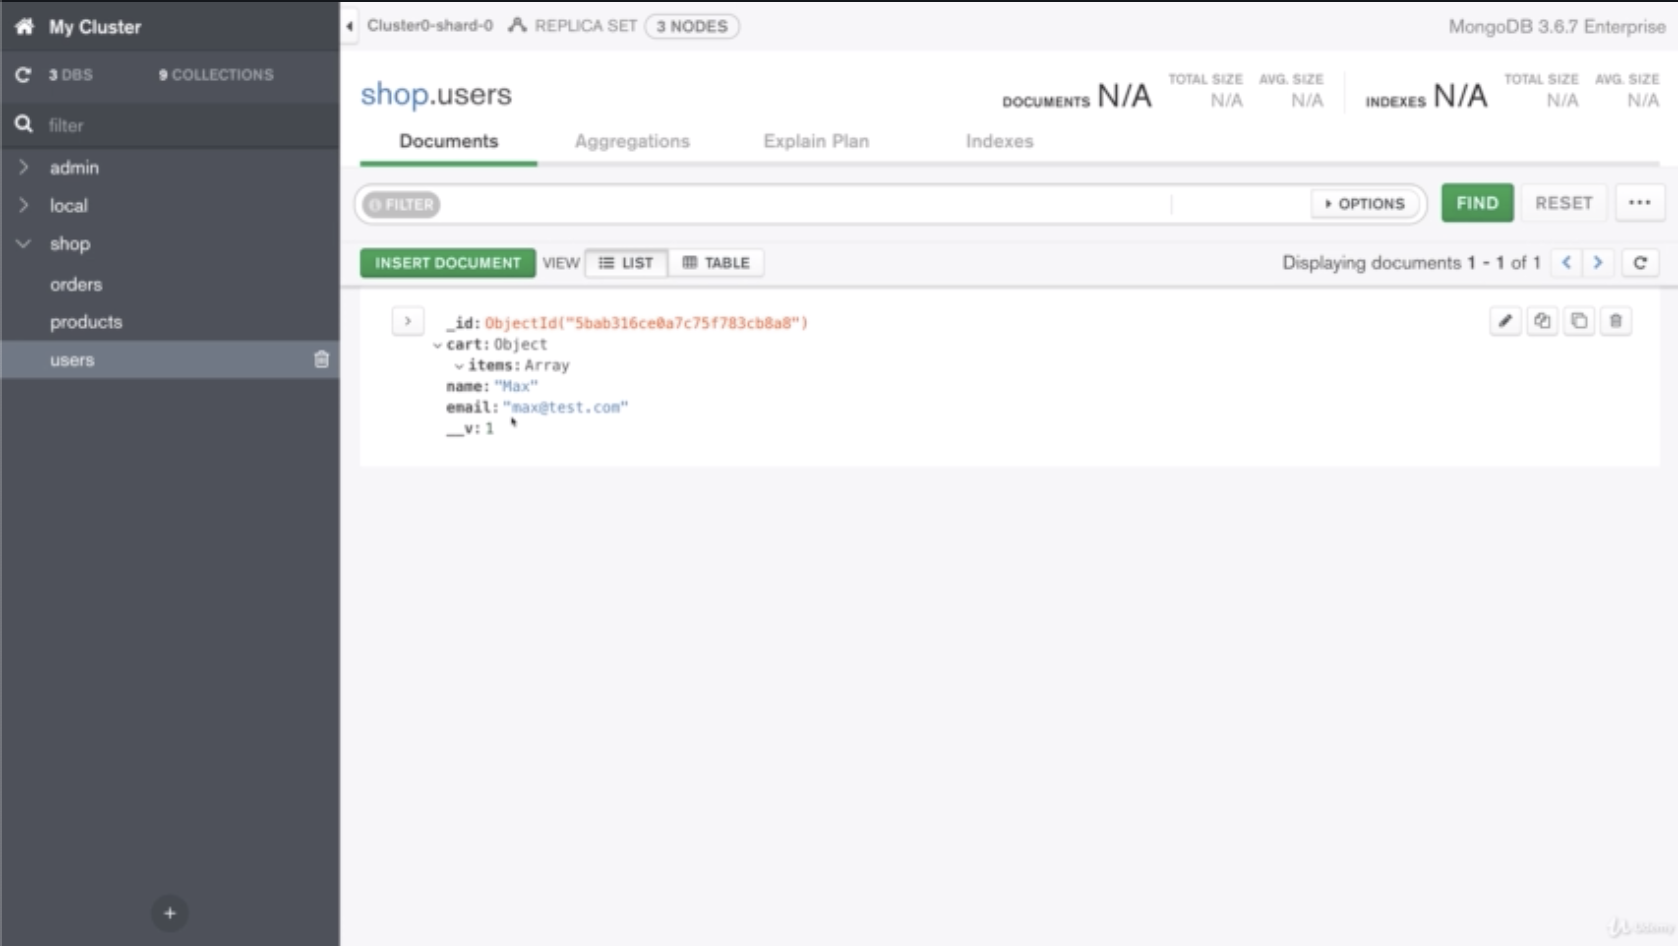 My Cluster
3 DBS 9 COLLECTIONS
filter
admin
local
shop
orders
products
users
+
Cluster0-shard-0 REPLICA SET 3 NODES MongoDB 3.6.7 Enterprise
shop.users
DOCUMENTS N/A TOTAL SIZE N/A AVG. SIZE N/A INDEXES N/A TOTAL SIZE N/A AVG. SIZE N/A
Documents Aggregations Explain Plan Indexes
FILTER OPTIONS FIND RESET ...
INSERT DOCUMENT VIEW LIST TABLE Displaying documents 1 - 1 of 1
_id: ObjectId("5bab316ce0a7c75f783cb8a8")
cart: Object
items: Array
name: "Max"
email: "max@test.com"
__v: 1
Udemy